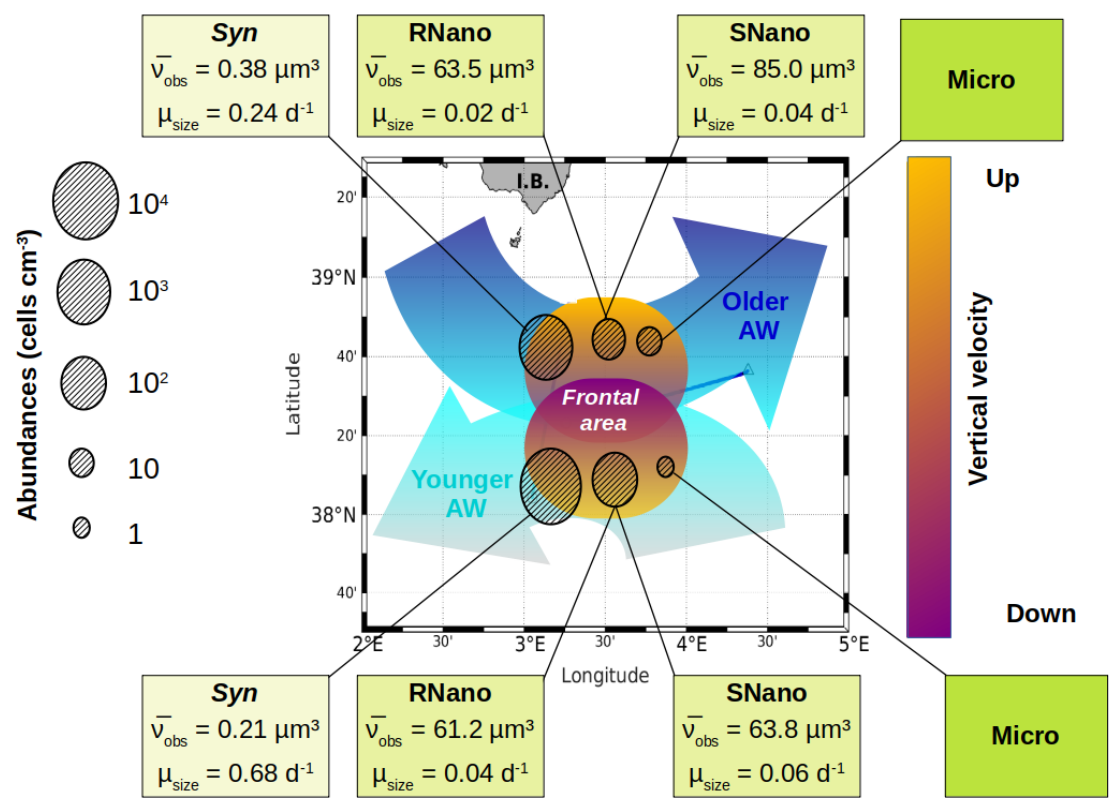 Syn
ν̅obs = 0.38 µm³
µsize = 0.24 d-1
RNano
ν̅obs = 63.5 µm³
µsize = 0.02 d-1
SNano
ν̅obs = 85.0 µm³
µsize = 0.04 d-1
Micro
Abundances (cells cm-3)
10⁴
10³
10²
10
1
I.B.
20'
39°N
40'
20'
38°N
40'
Latitude
2°E
30'
3°E
30'
4°E
30'
5°E
Longitude
Older
AW
Frontal
area
Younger
AW
Up
Vertical velocity
Down
Syn
ν̅obs = 0.21 µm³
µsize = 0.68 d-1
RNano
ν̅obs = 61.2 µm³
µsize = 0.04 d-1
SNano
ν̅obs = 63.8 µm³
µsize = 0.06 d-1
Micro